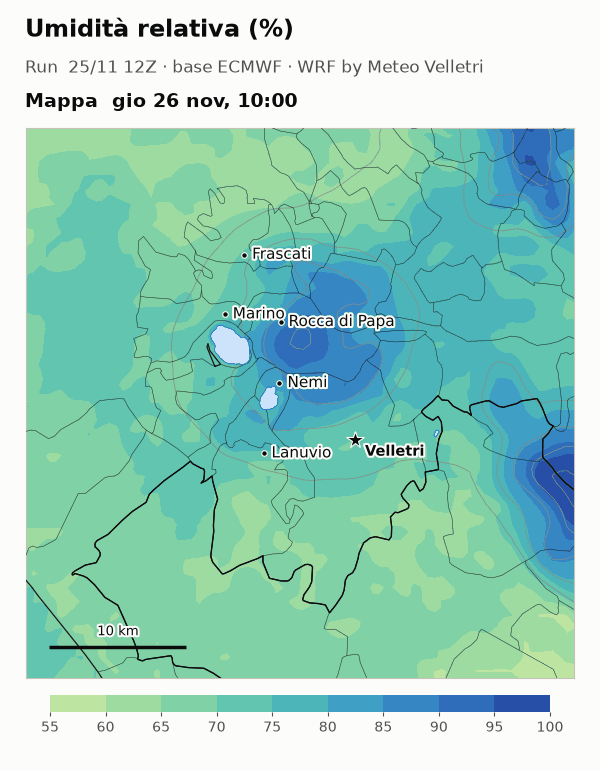 Umidità relativa (%)
Run  25/11 12Z · base ECMWF · WRF by Meteo Velletri
Mappa  gio 26 nov, 10:00
Frascati
Marino
Rocca di Papa
Nemi
Velletri
Lanuvio
10 km
55 60 65 70 75 80 85 90 95 100